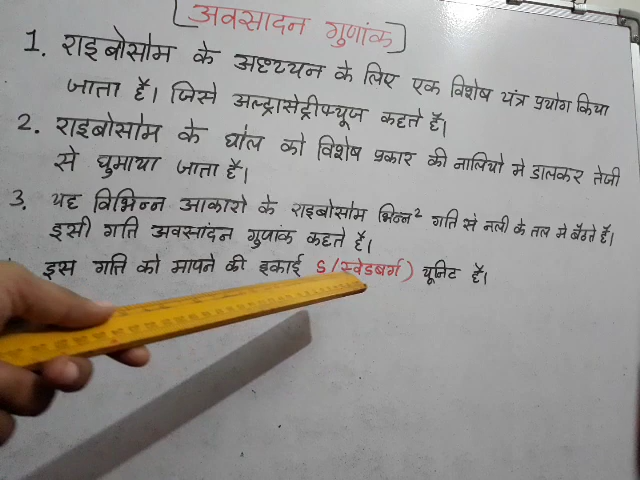 [अवसादन गुणांक]
1. राइबोसोम के अध्ययन के लिए एक विशेष यंत्र प्रयोग किया
जाता है। जिसे अल्ट्रासेट्रीफ्यूज कहते है।
2. राइबोसोम के घोल को विशेष प्रकार की नालियो मे डालकर तेजी
से घुमाया जाता है।
3. यह विभिन्न आकारो के राइबोसोम भिन्न² गति से नली के तल मे बैठते है।
इसी गति अवसांदन गुणांक कहते है।
इस गति को मापने की इकाई S (स्वेडबर्ग) यूनिट है।